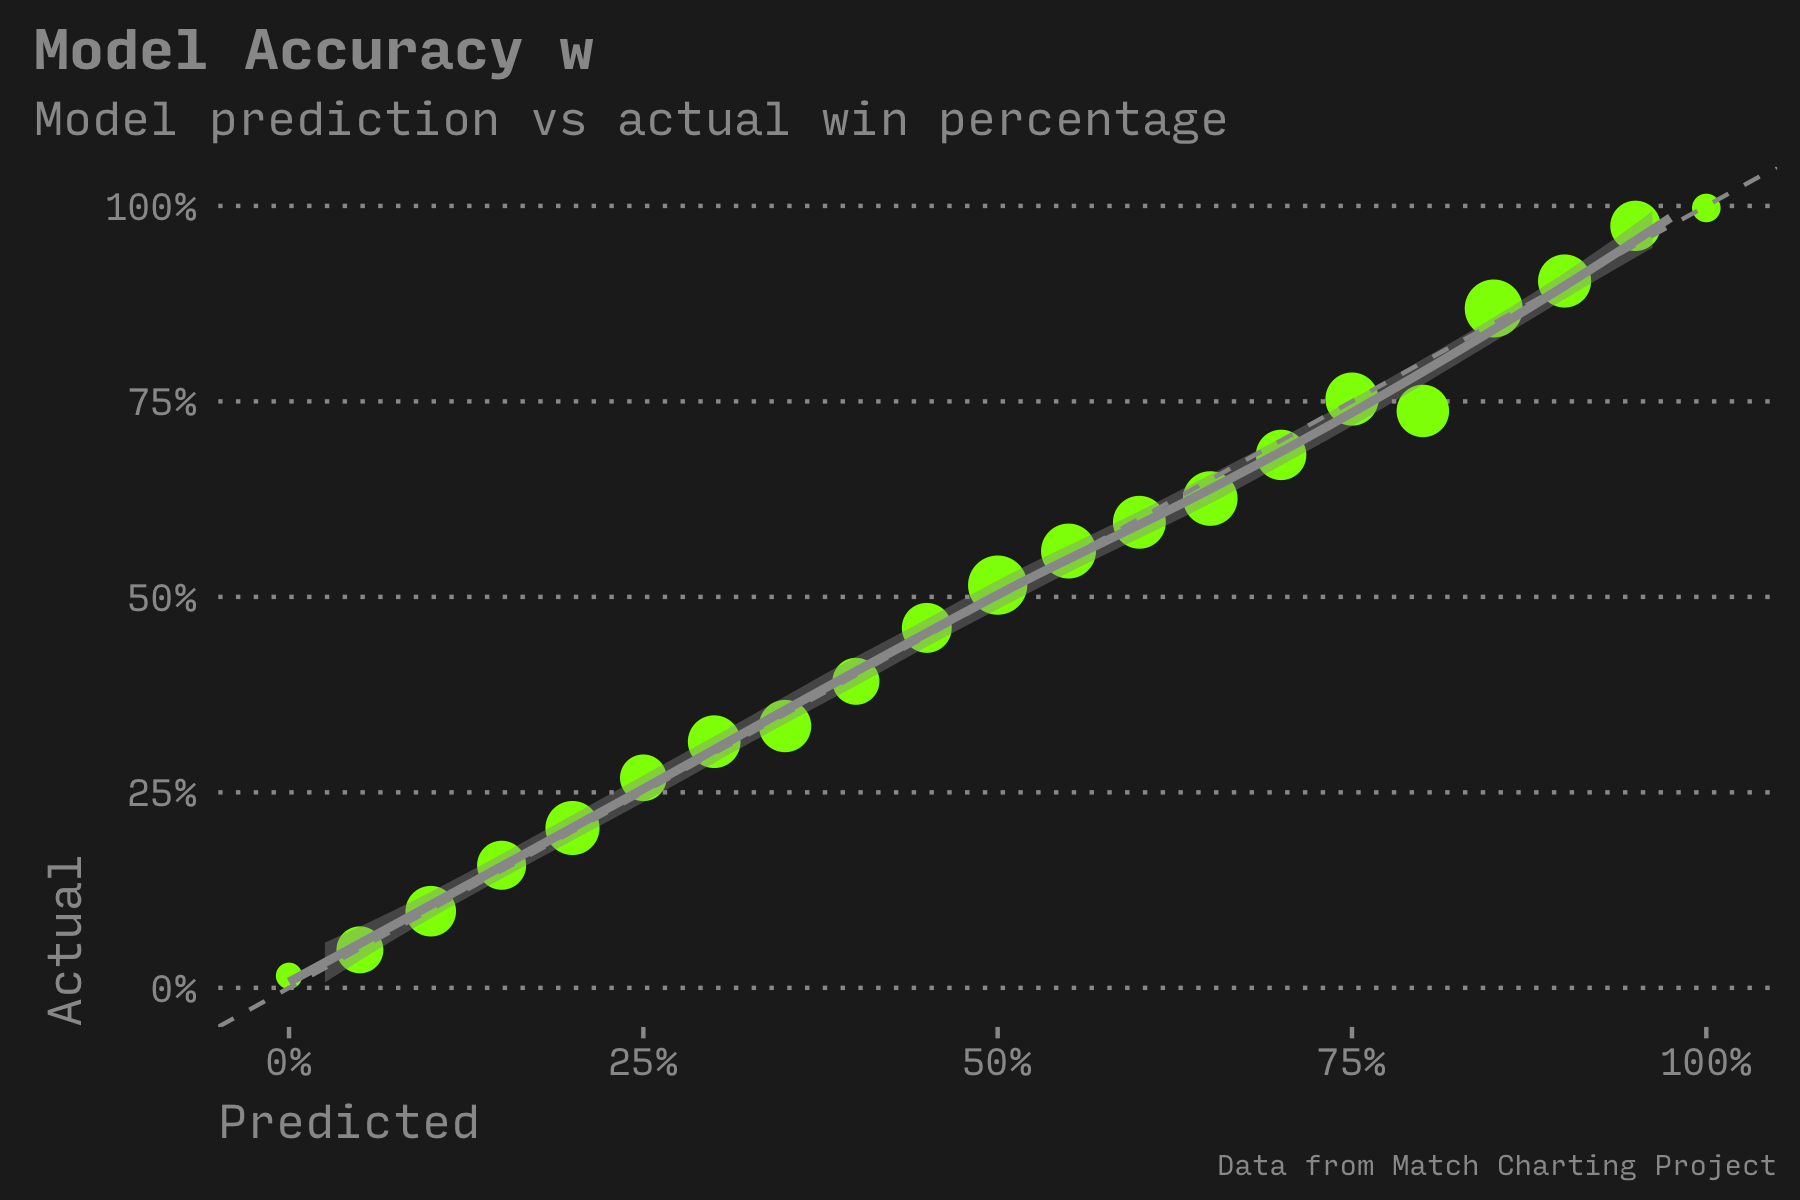 Model Accuracy w
Model prediction vs actual win percentage
100%
75%
50%
25%
0%
Actual
0%
25%
50%
75%
100%
Predicted
Data from Match Charting Project